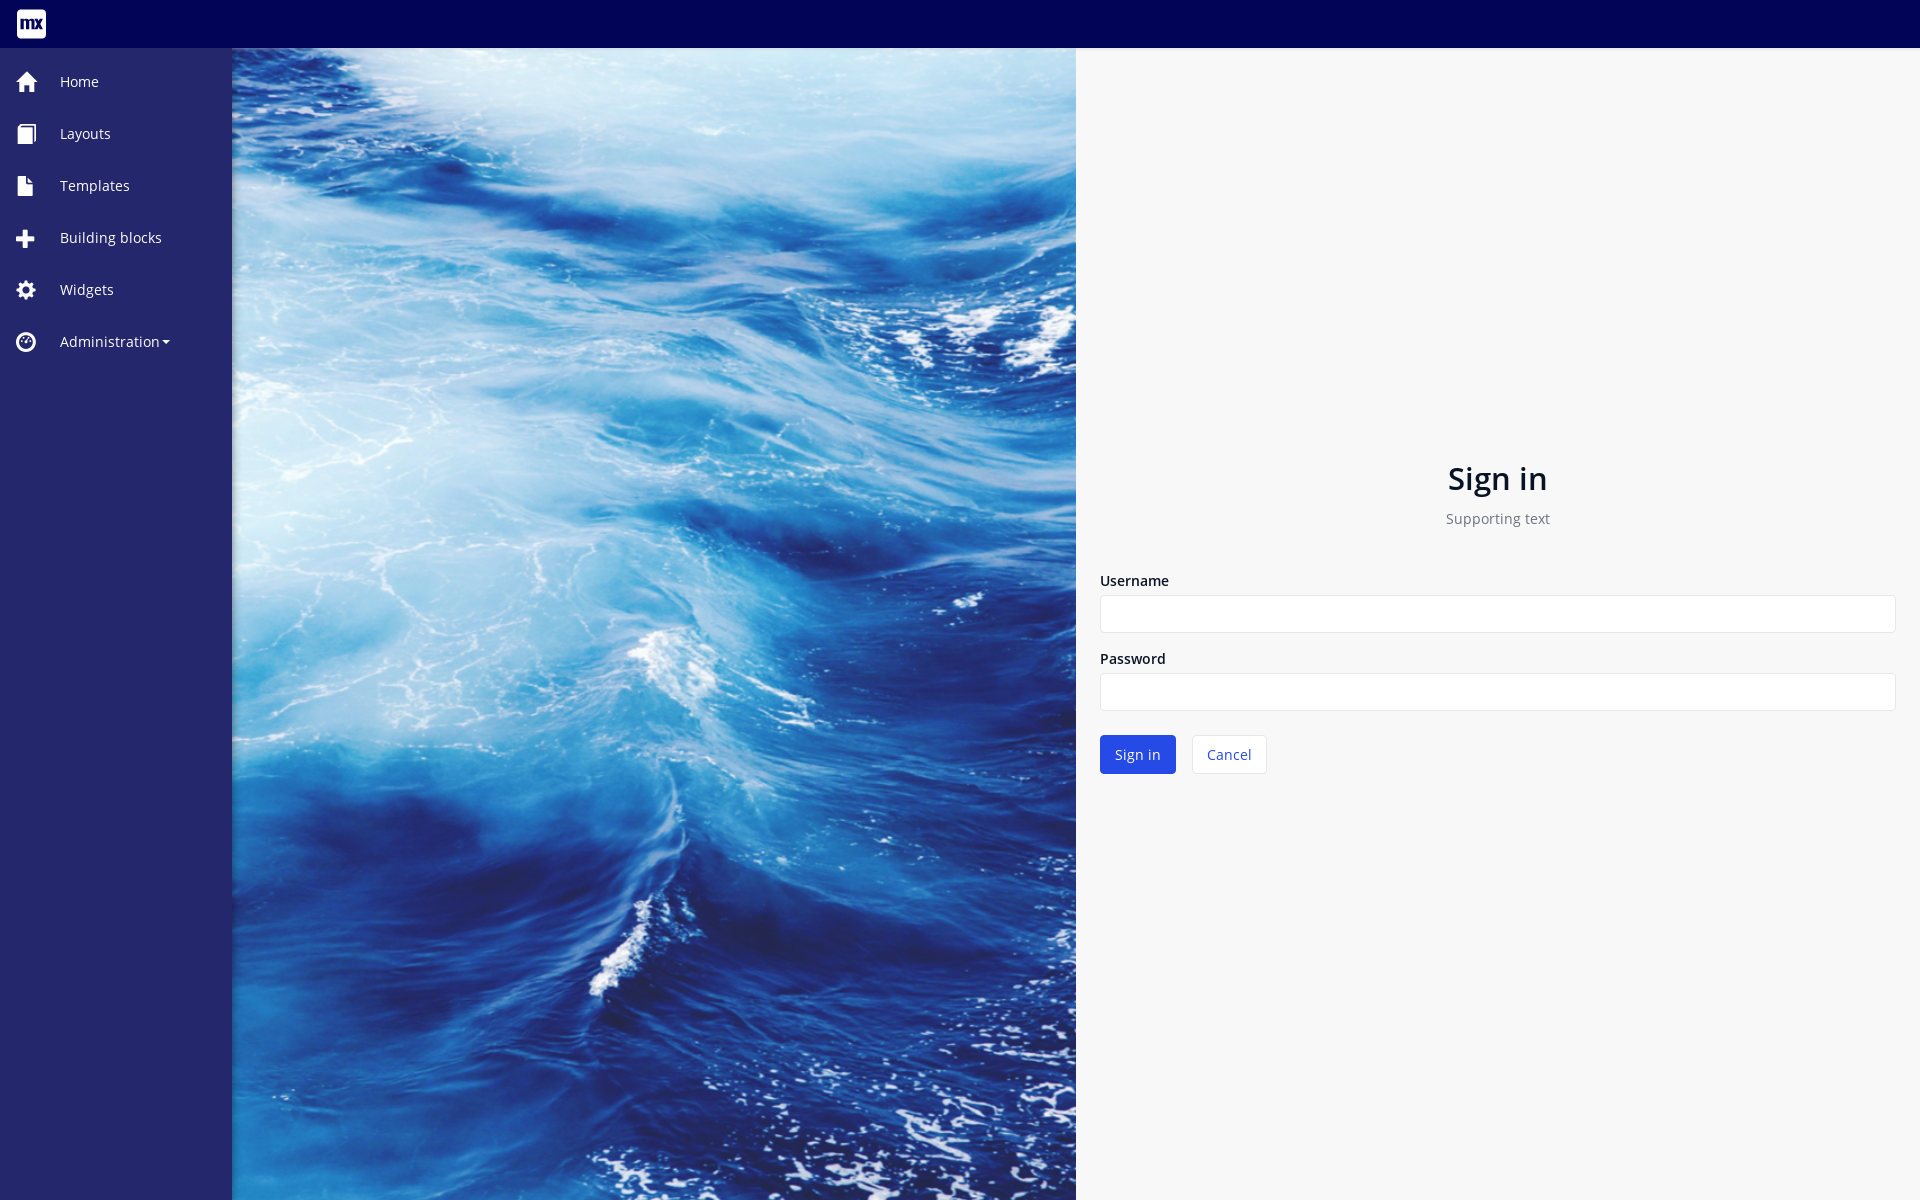 mx
Home
Layouts
Templates
Building blocks
Widgets
Administration
Sign in
Supporting text
Username
Password
Sign in
Cancel